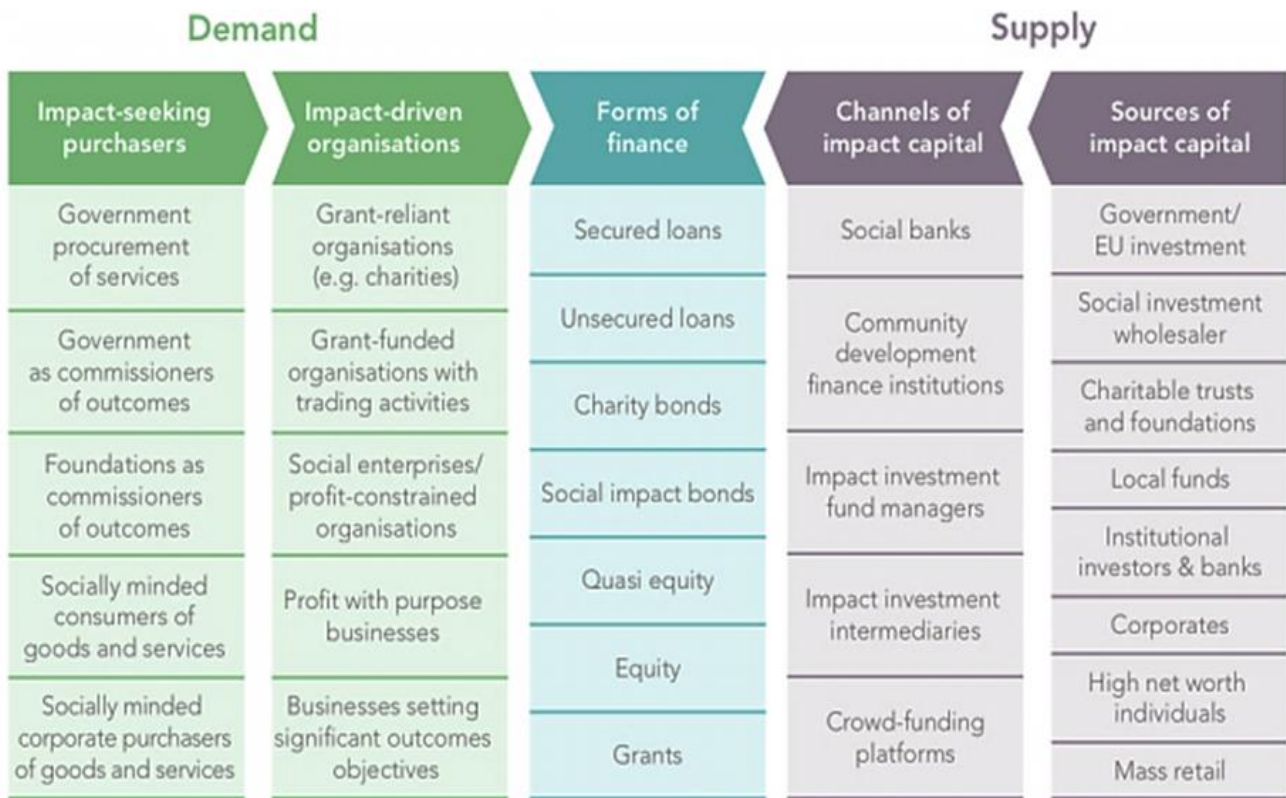 Demand
Supply
Impact-seeking
purchasers
Impact-driven
organisations
Forms of
finance
Channels of
impact capital
Sources of
impact capital
Government
procurement
of services
Government
as commissioners
of outcomes
Foundations as
commissioners
of outcomes
Socially minded
consumers of
goods and services
Socially minded
corporate purchasers
of goods and services
Grant-reliant
organisations
(e.g. charities)
Grant-funded
organisations with
trading activities
Social enterprises/
profit-constrained
organisations
Profit with purpose
businesses
Businesses setting
significant outcomes
objectives
Secured loans
Unsecured loans
Charity bonds
Social impact bonds
Quasi equity
Equity
Grants
Social banks
Community
development
finance institutions
Impact investment
fund managers
Impact investment
intermediaries
Crowd-funding
platforms
Government/
EU investment
Social investment
wholesaler
Charitable trusts
and foundations
Local funds
Institutional
investors & banks
Corporates
High net worth
individuals
Mass retail